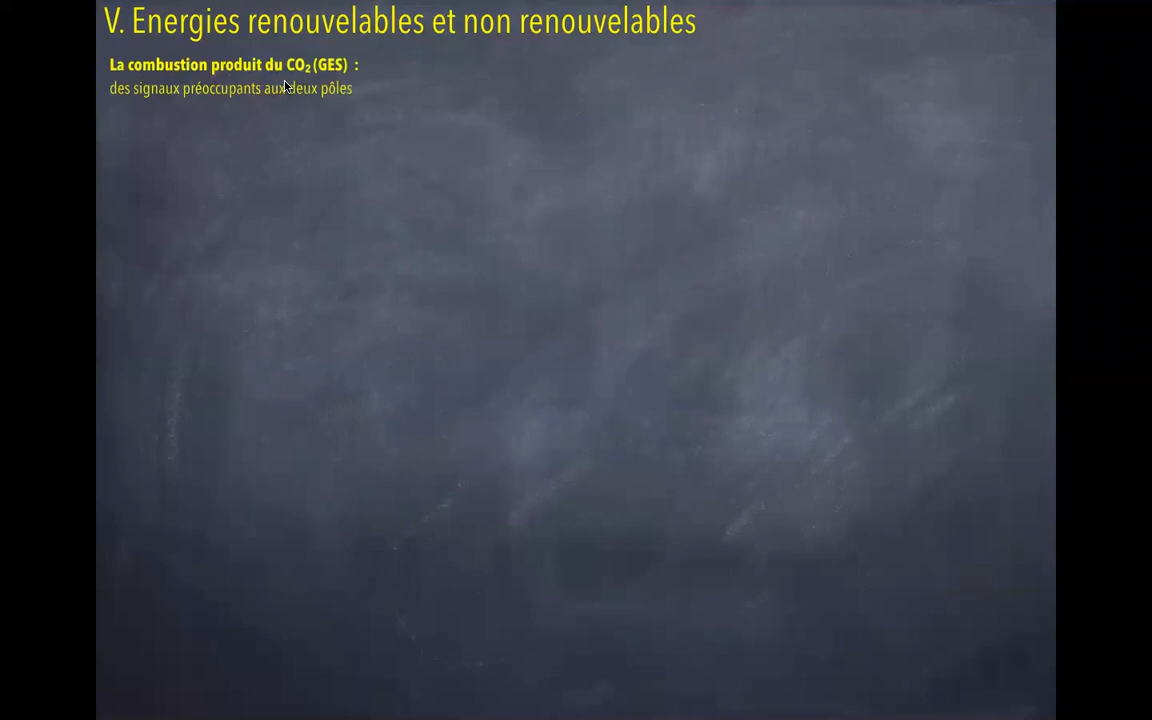 V. Energies renouvelables et non renouvelables
La combustion produit du CO₂ (GES) :
des signaux préoccupants aux deux pôles